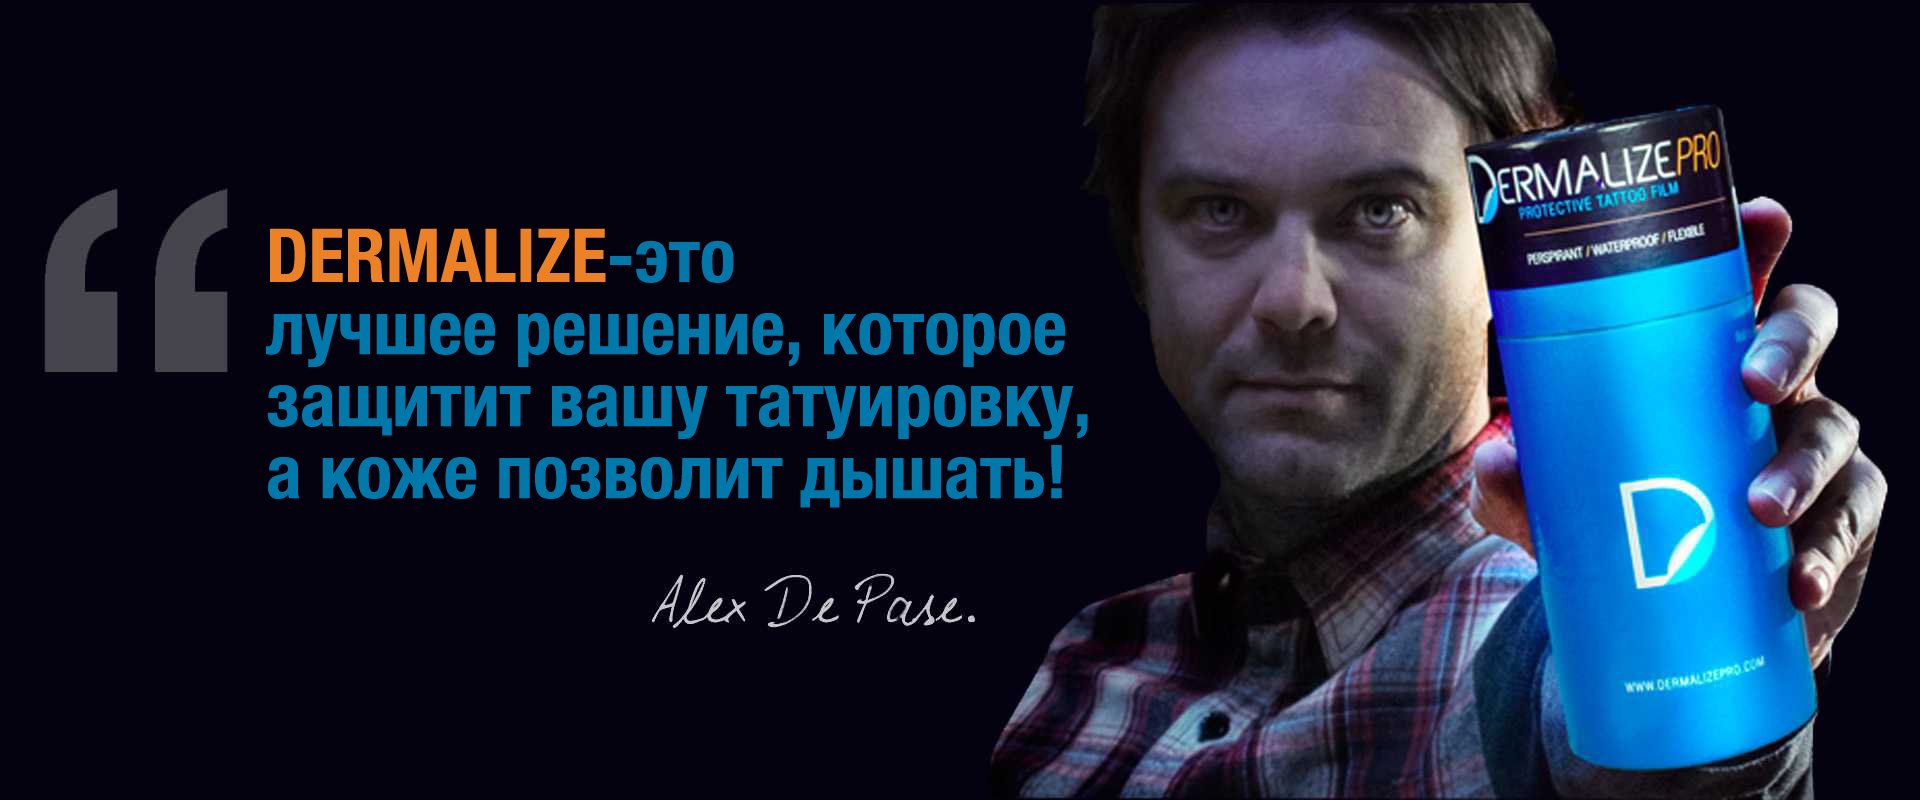 DERMALIZE-это
лучшее решение, которое
защитит вашу татуировку,
а коже позволит дышать!
Alex De Pase.
DERMALIZEPRO
PROTECTIVE TATTOO FILM
PERSPIRANT / WATERPROOF / FLEXIBLE
D
WWW.DERMALIZEPRO.COM